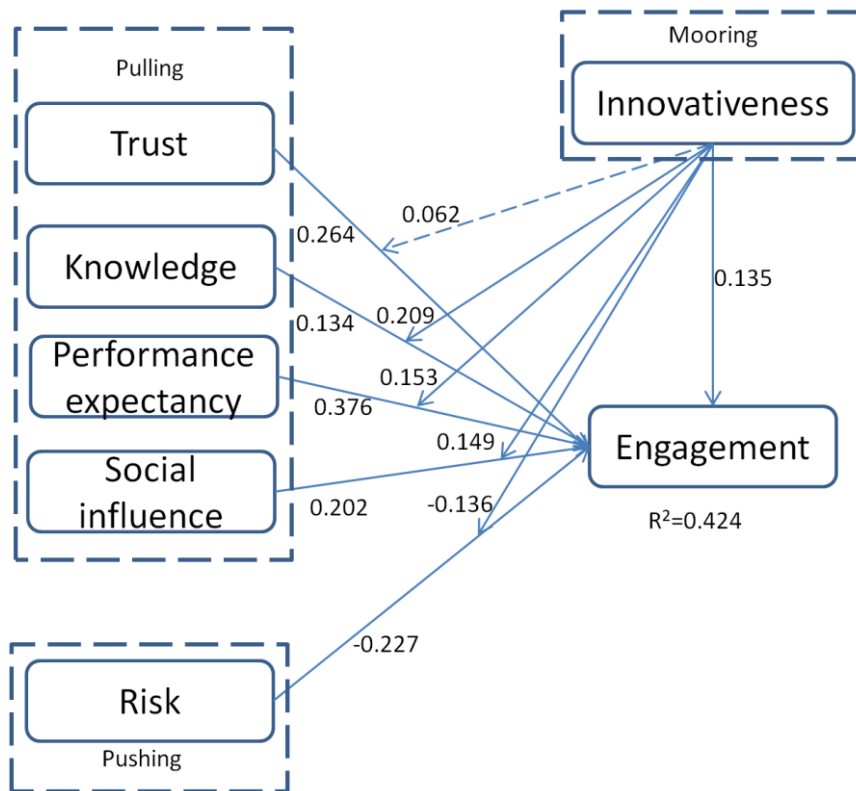 Pulling
Trust
Knowledge
Performance
expectancy
Social
influence
Mooring
Innovativeness
0.062
0.264
0.135
0.209
0.134
0.153
0.376
0.149
0.202
-0.136
Engagement
R²=0.424
-0.227
Risk
Pushing